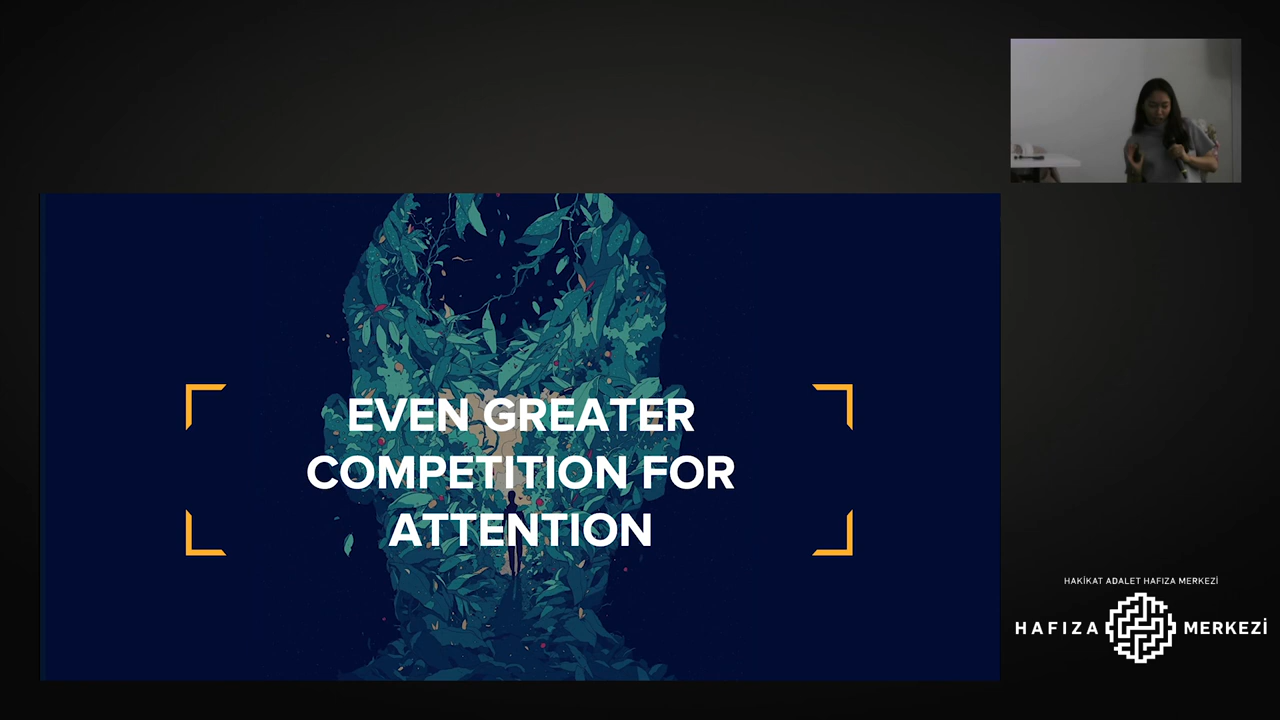 EVEN GREATER
COMPETITION FOR
ATTENTION
HAKİKAT ADALET HAFIZA MERKEZİ
HAFIZA MERKEZİ